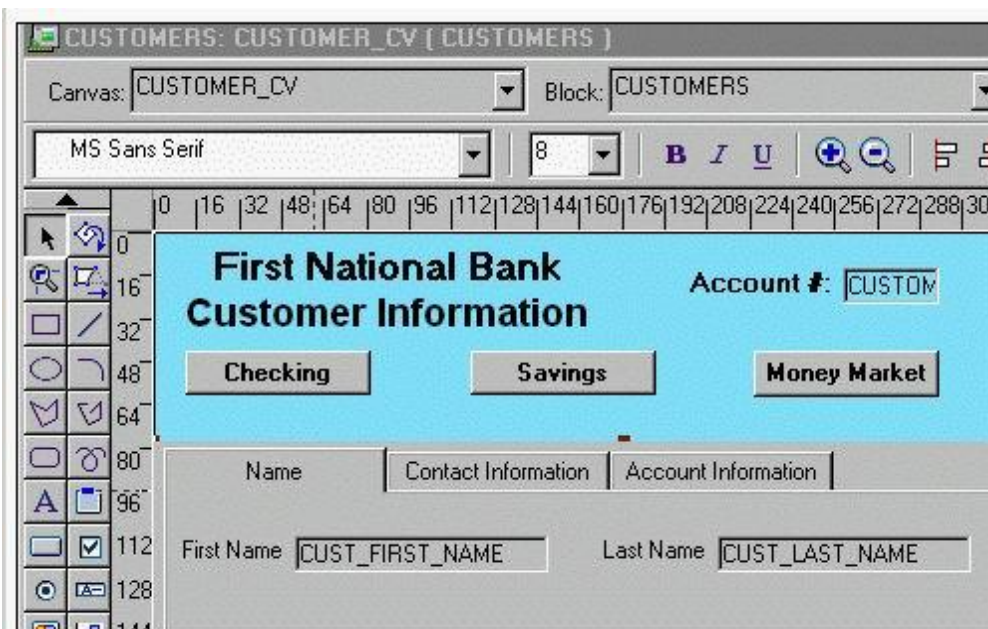 CUSTOMERS: CUSTOMER_CV ( CUSTOMERS )
Canvas: CUSTOMER_CV Block: CUSTOMERS
MS Sans Serif 8 B I U
0 16 32 48 64 80 96 112 128 144 160 176 192 208 224 240 256 272 288 30
0
16
32
48
64
80
96
112
128
144
First National Bank
Customer Information
Account #: CUSTOM
Checking Savings Money Market
Name Contact Information Account Information
First Name CUST_FIRST_NAME Last Name CUST_LAST_NAME
A